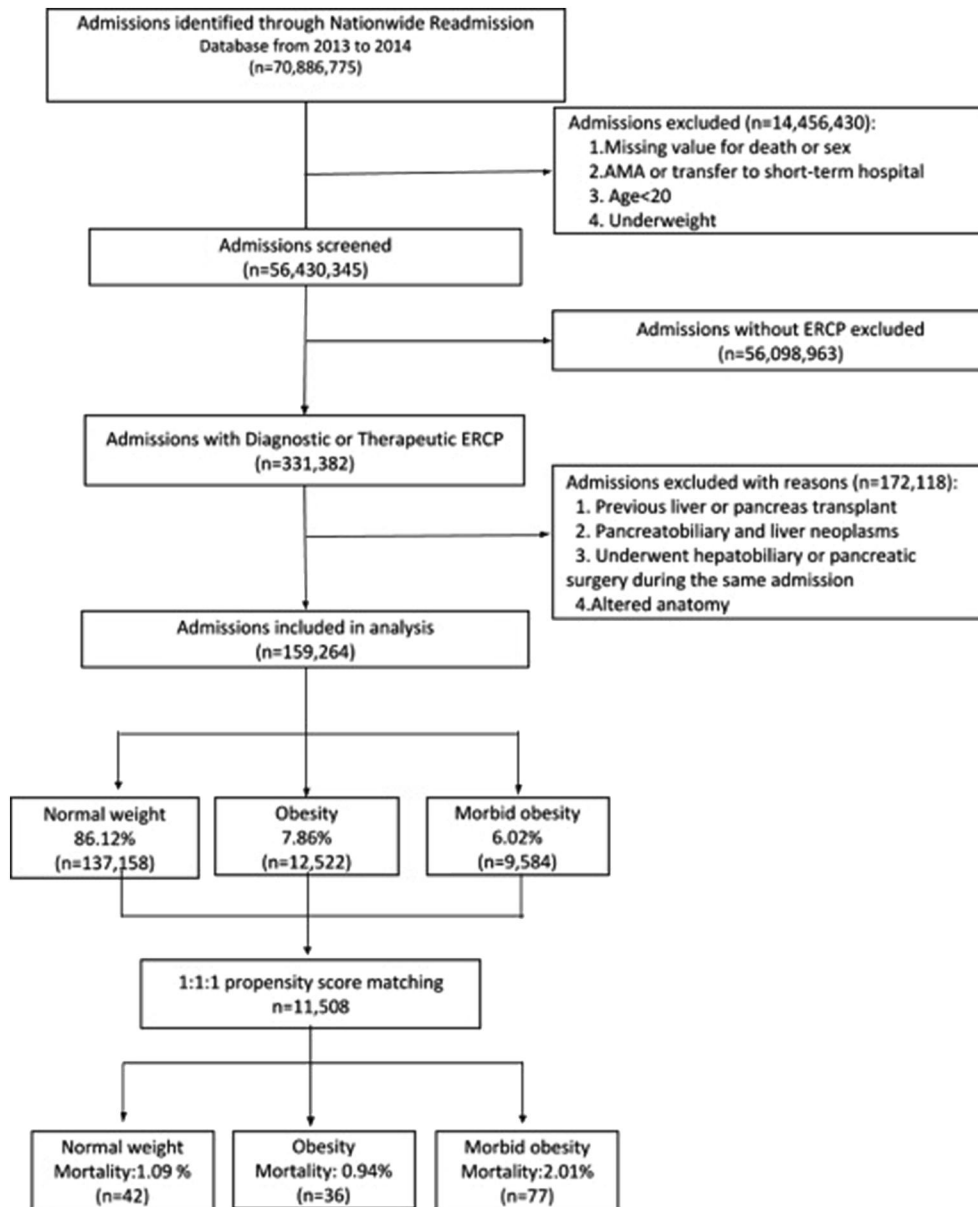 Admissions identified through Nationwide Readmission
Database from 2013 to 2014
(n=70,886,775)
Admissions excluded (n=14,456,430):
1.Missing value for death or sex
2.AMA or transfer to short-term hospital
3. Age<20
4. Underweight
Admissions screened
(n=56,430,345)
Admissions without ERCP excluded
(n=56,098,963)
Admissions with Diagnostic or Therapeutic ERCP
(n=331,382)
Admissions excluded with reasons (n=172,118):
1. Previous liver or pancreas transplant
2. Pancreatobiliary and liver neoplasms
3. Underwent hepatobiliary or pancreatic
surgery during the same admission
4.Altered anatomy
Admissions included in analysis
(n=159,264)
Normal weight
86.12%
(n=137,158)
Obesity
7.86%
(n=12,522)
Morbid obesity
6.02%
(n=9,584)
1:1:1 propensity score matching
n=11,508
Normal weight
Mortality:1.09 %
(n=42)
Obesity
Mortality: 0.94%
(n=36)
Morbid obesity
Mortality:2.01%
(n=77)